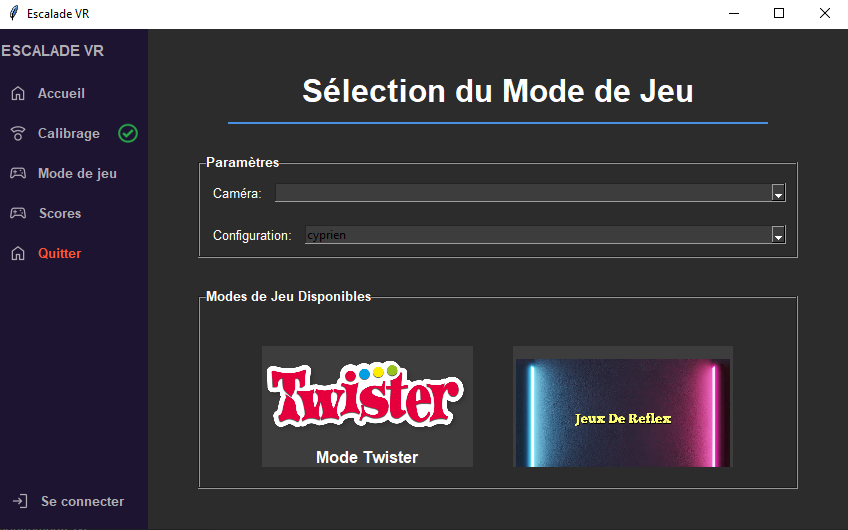 Escalade VR
ESCALADE VR
Accueil
Calibrage
Mode de jeu
Scores
Quitter
Se connecter
Sélection du Mode de Jeu
Paramètres
Caméra:
Configuration: cyprien
Modes de Jeu Disponibles
Twister
Mode Twister
Jeux De Reflex